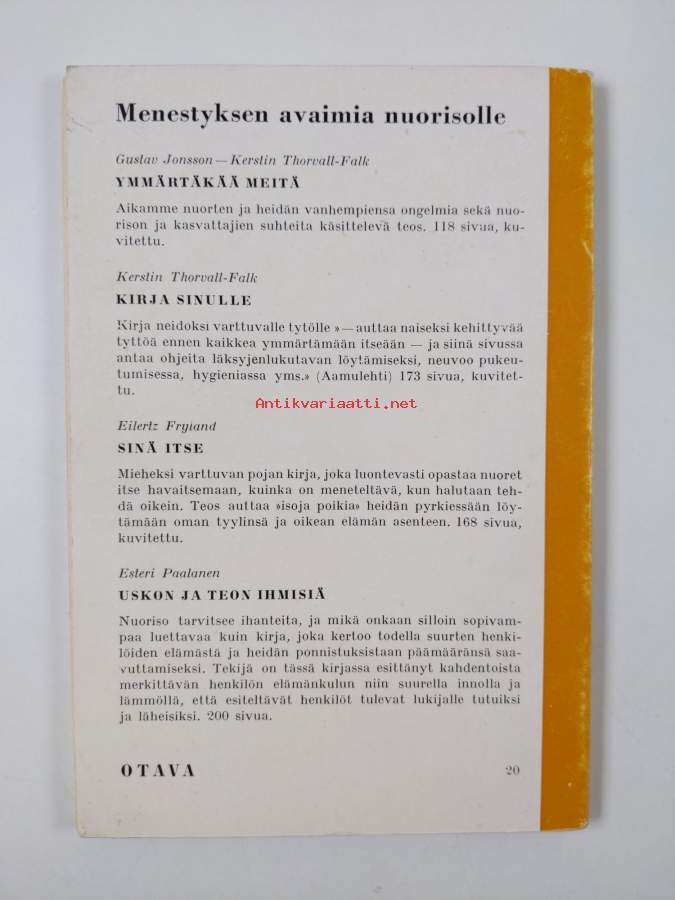 Menestyksen avaimia nuorisolle
Gustav Jonsson — Kerstin Thorvall-Falk
YMMÄRTÄKÄÄ MEITÄ
Aikamme nuorten ja heidän vanhempiensa ongelmia sekä nuo-
rison ja kasvattajien suhteita käsittelevä teos. 118 sivua, ku-
vitettu.
Kerstin Thorvall-Falk
KIRJA SINULLE
Kirja neidoksi varttuvalle tytölle » — auttaa naiseksi kehittyvää
tyttöä ennen kaikkea ymmärtämään itseään — ja siinä sivussa
antaa ohjeita läksyjenlukutavan löytämiseksi, neuvoo pukeu-
tumisessa, hygieniassa yms.» (Aamulehti) 173 sivua, kuvitet-
tu.
Antikvariaatti.net
Eilertz Fryland
SINÄ ITSE
Mieheksi varttuvan pojan kirja, joka luontevasti opastaa nuoret
itse havaitsemaan, kuinka on meneteltävä, kun halutaan teh-
dä oikein. Teos auttaa »isoja poikia» heidän pyrkiessään löy-
tämään oman tyylinsä ja oikean elämän asenteen. 168 sivua,
kuvitettu.
Esteri Paalanen
USKON JA TEON IHMISIÄ
Nuoriso tarvitsee ihanteita, ja mikä onkaan silloin sopivam-
paa luettavaa kuin kirja, joka kertoo todella suurten henki-
löiden elämästä ja heidän ponnistuksistaan päämääränsä saa-
vuttamiseksi. Tekijä on tässä kirjassa esittänyt kahdentoista
merkittävän henkilön elämänkulun niin suurella innolla ja
lämmöllä, että esiteltävät henkilöt tulevat lukijalle tutuiksi
ja läheisiksi. 200 sivua.
OTAVA
20